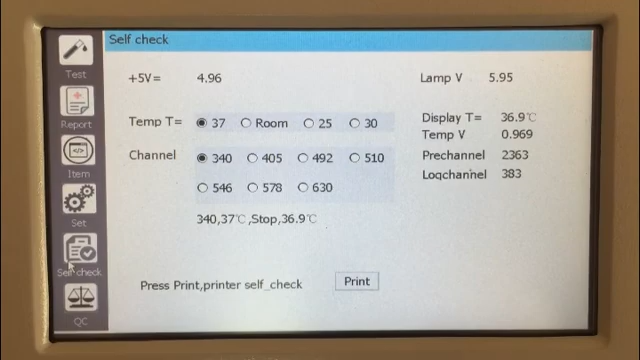 Self check
Test
Report
Item
Set
Self check
QC
+5V= 4.96 Lamp V 5.95
Temp T= 37 Room 25 30
Display T= 36.9℃
Temp V 0.969
Channel 340 405 492 510
546 578 630
Prechannel 2363
Logchannel 383
340,37℃,Stop,36.9℃
Press Print,printer self_check Print